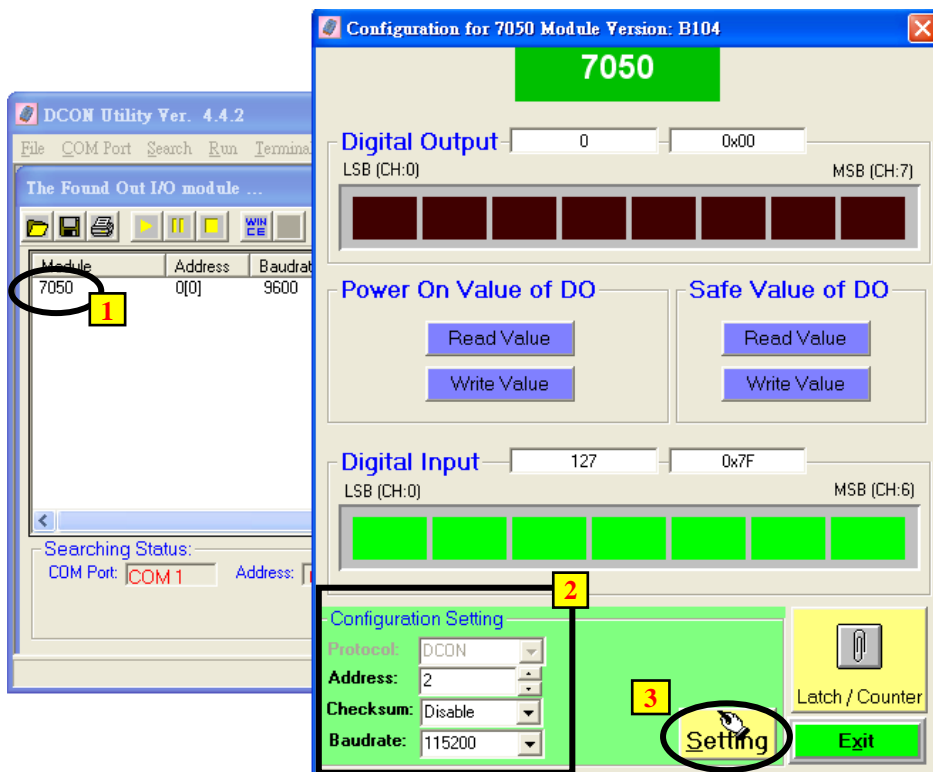 Configuration for 7050 Module Version: B104
7050
DCON Utility Ver. 4.4.2
File COM Port Search Run Terminal
The Found Out I/O module ...
WIN CE
Module Address Baudrat
7050 0[0] 9600
1
Searching Status:
COM Port: COM 1 Address:
Digital Output 0 0x00
LSB (CH:0) MSB (CH:7)
Power On Value of DO Safe Value of DO
Read Value Read Value
Write Value Write Value
Digital Input 127 0x7F
LSB (CH:0) MSB (CH:6)
2
Configuration Setting
Protocol: DCON
Address: 2
Checksum: Disable
Baudrate: 115200
3
Setting
Latch / Counter
Exit